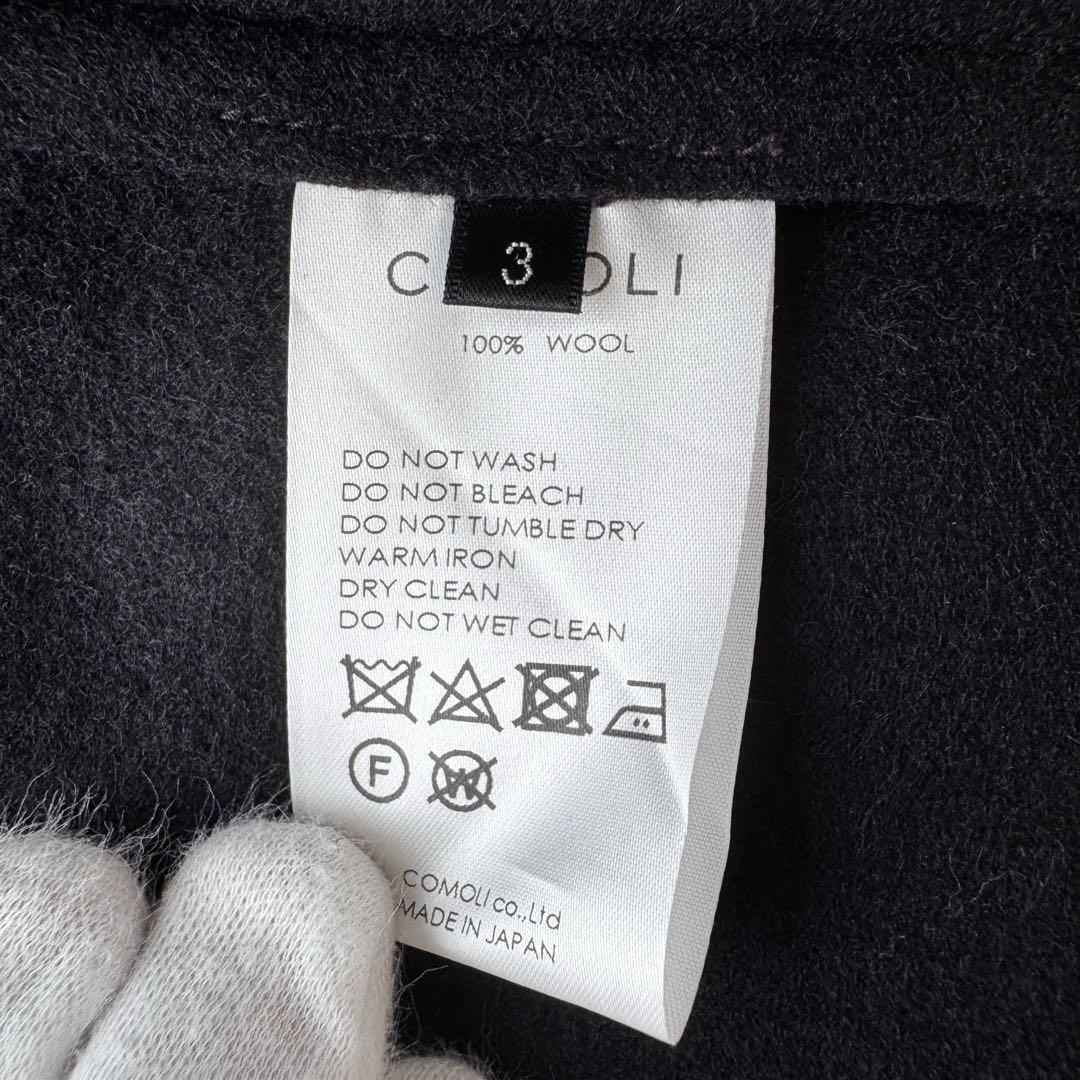 3
C OLI
100% WOOL
DO NOT WASH
DO NOT BLEACH
DO NOT TUMBLE DRY
WARM IRON
DRY CLEAN
DO NOT WET CLEAN
F
W
COMOLI co.,Ltd
MADE IN JAPAN